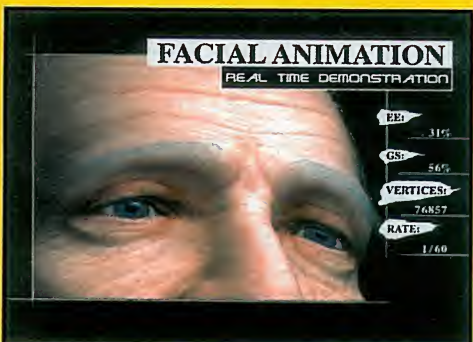 FACIAL ANIMATION
REAL TIME DEMONSTRATION
EE:
31%
GS:
56%
VERTICES:
76857
RATE:
1/60